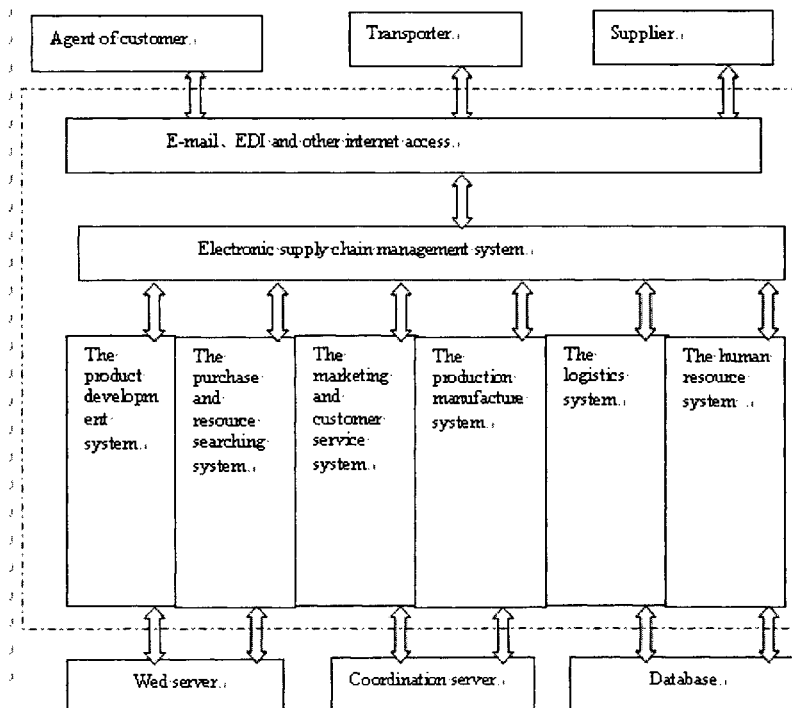 Agent of customer.
Transporter.
Supplier.
E-mail、EDI and other internet access.
Electronic supply chain management system.
The
product
developm
ent
system.
The
purchase
and
resource
searching
system.
The
marketing
and
customer
service
system.
The
production
manufacture
system.
The
logistics
system.
The human
resource
system .
Wed server.
Coordination server.
Database.